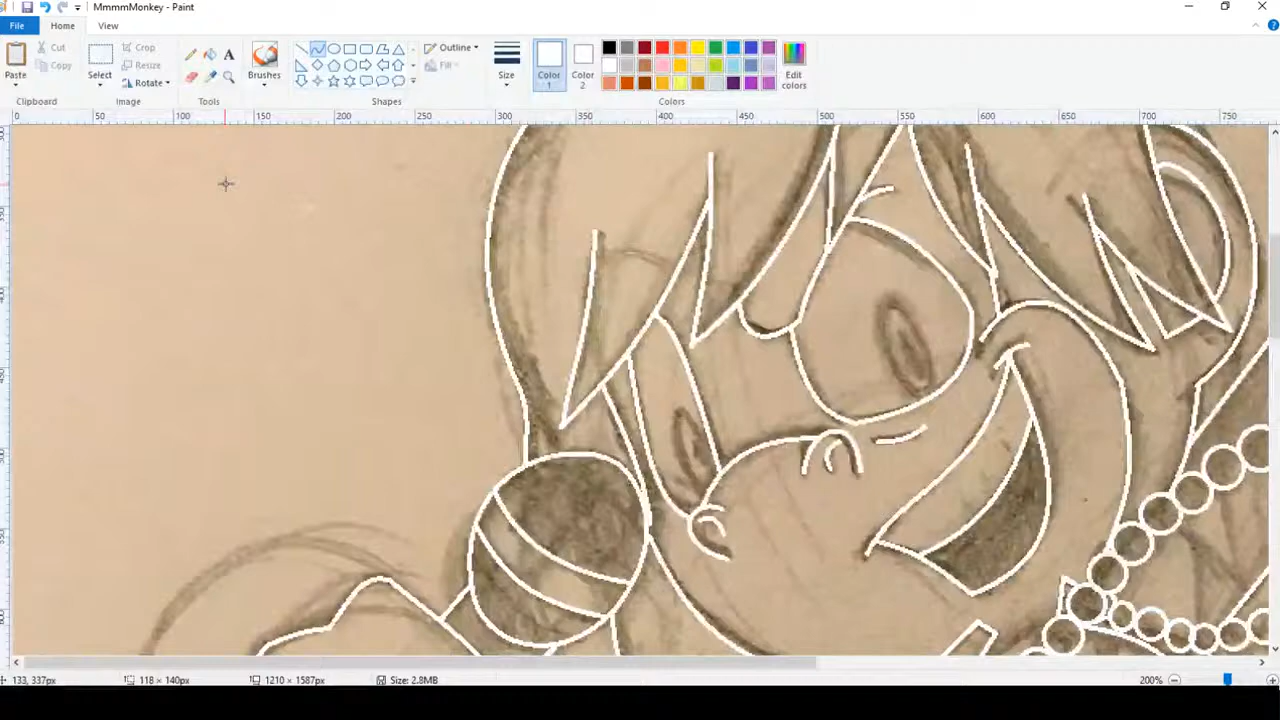 MmmmMonkey - Paint
File Home View
Paste Cut Copy Select Crop Resize Rotate Brushes Outline Fill Size Color 1 Color 2 Edit colors
Clipboard Image Tools Shapes Colors
0 50 100 150 200 250 300 350 400 450 500 550 600 650 700 750
133, 337px 118 × 140px 1210 × 1587px Size: 2.8MB 200%